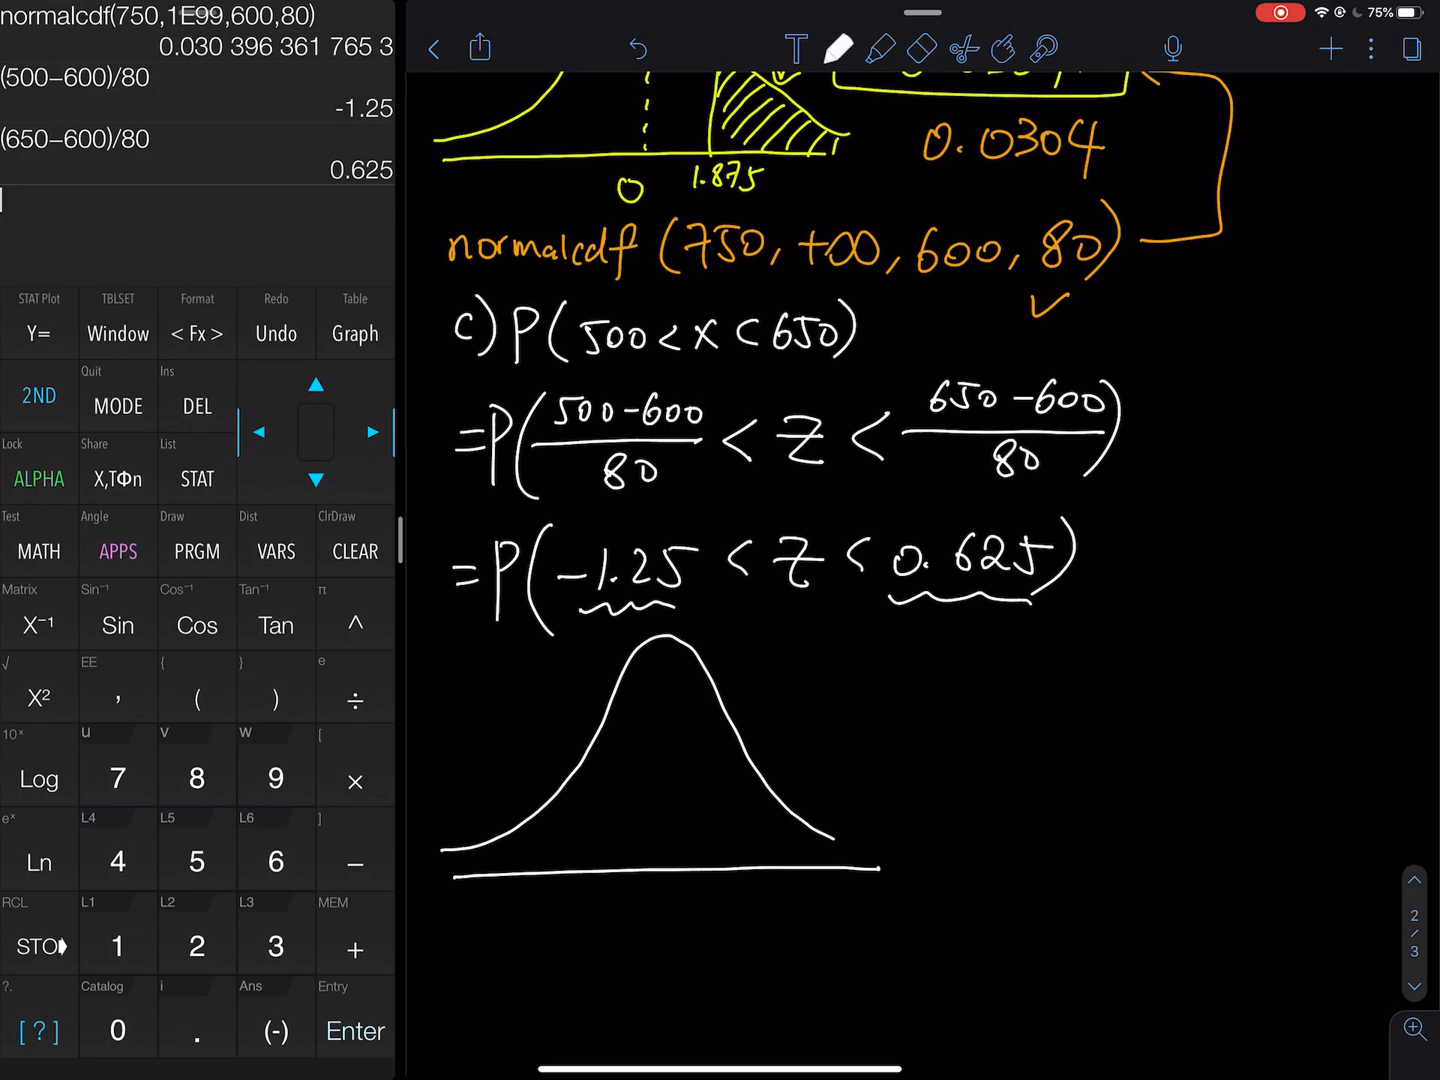 normalcdf(750,1E99,600,80)
0.030 396 361 765 3
(500−600)/80
-1.25
(650−600)/80
0.625
STAT Plot TBLSET Format Redo Table
Y= Window < Fx > Undo Graph
Quit Ins
2ND MODE DEL
Lock Share List
ALPHA X,TΦn STAT
Test Angle Draw Dist ClrDraw
MATH APPS PRGM VARS CLEAR
Matrix Sin⁻¹ Cos⁻¹ Tan⁻¹ π
X⁻¹ Sin Cos Tan ^
√ EE { } e
X² , ( ) ÷
10ˣ u v w [
Log 7 8 9 ×
eˣ L4 L5 L6 ]
Ln 4 5 6 −
RCL L1 L2 L3 MEM
STO 1 2 3 +
?. Catalog i Ans Entry
[ ? ] 0 . (-) Enter
75%
T
0 1.875
0.0304
normalcdf (750, +∞, 600, 80)
c) P(500 < x < 650)
=P( 500-600 / 80 < Z < 650-600 / 80 )
=P( -1.25 < Z < 0.625)
2
/
3